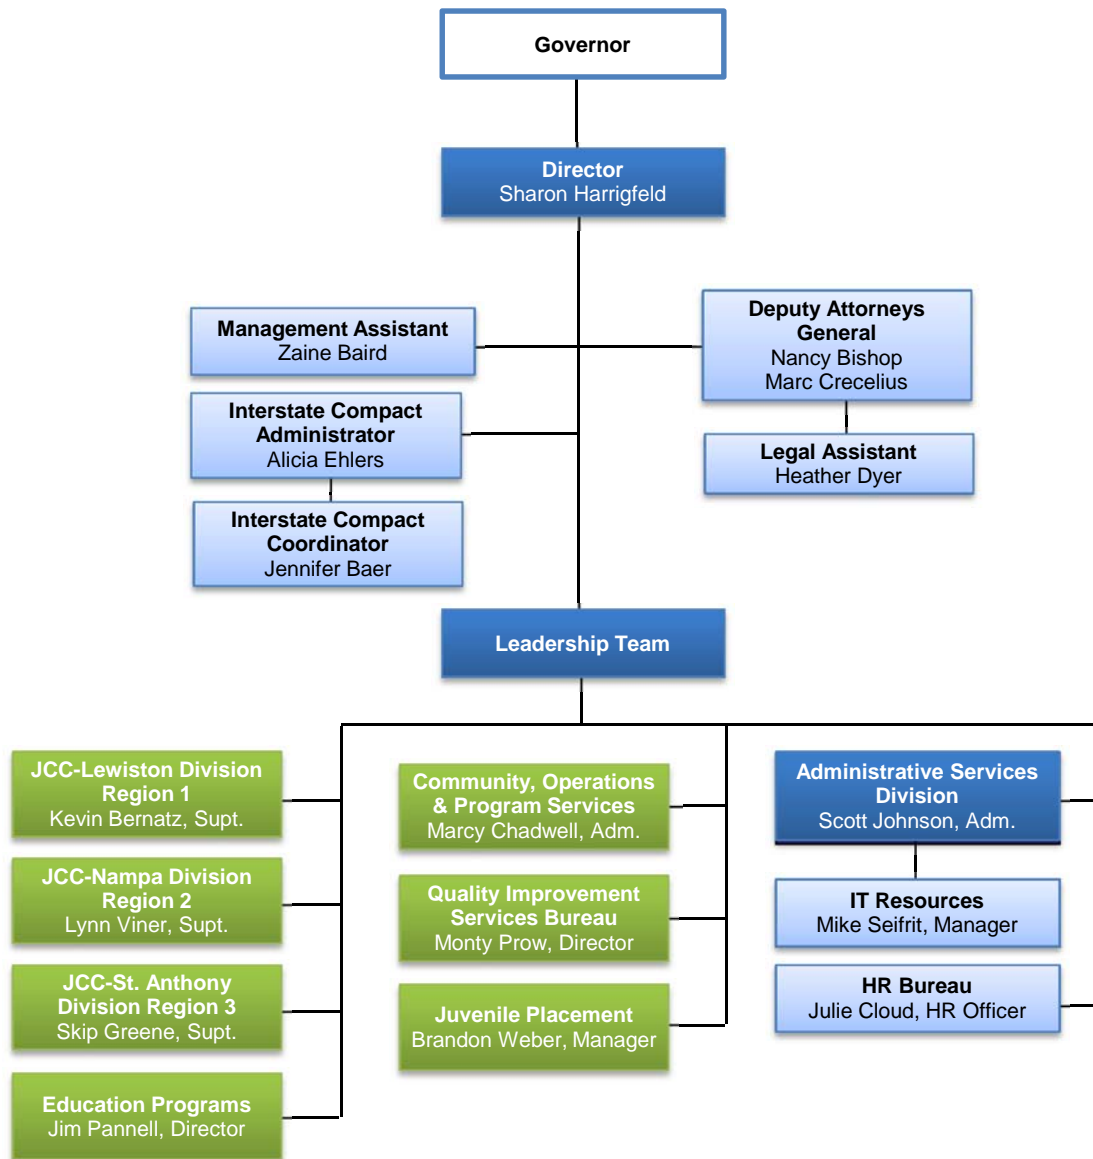 Governor
Director
Sharon Harrigfeld
Management Assistant
Zaine Baird
Deputy Attorneys
General
Nancy Bishop
Marc Crecelius
Interstate Compact
Administrator
Alicia Ehlers
Legal Assistant
Heather Dyer
Interstate Compact
Coordinator
Jennifer Baer
Leadership Team
JCC-Lewiston Division
Region 1
Kevin Bernatz, Supt.
JCC-Nampa Division
Region 2
Lynn Viner, Supt.
JCC-St. Anthony
Division Region 3
Skip Greene, Supt.
Education Programs
Jim Pannell, Director
Community, Operations
& Program Services
Marcy Chadwell, Adm.
Quality Improvement
Services Bureau
Monty Prow, Director
Juvenile Placement
Brandon Weber, Manager
Administrative Services
Division
Scott Johnson, Adm.
IT Resources
Mike Seifrit, Manager
HR Bureau
Julie Cloud, HR Officer